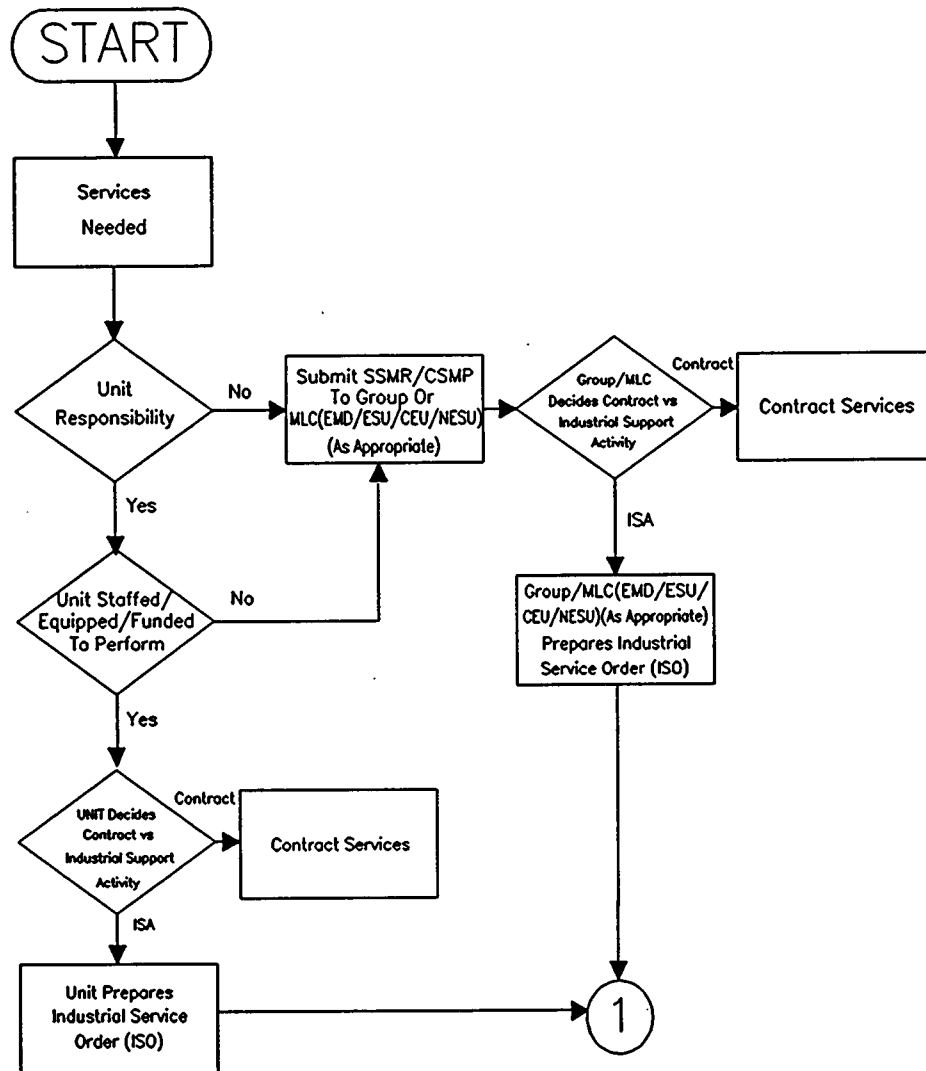 START
Services
Needed
Unit
Responsibility
No
Submit SSMR/CSMP
To Group Or
MLC(EMD/ESU/CEU/NESU)
(As Appropriate)
Group/MLC
Decides Contract vs
Industrial Support
Activity
Contract
Contract Services
Yes
ISA
Unit Staffed/
Equipped/Funded
To Perform
No
Group/MLC(EMD/ESU/
CEU/NESU)(As Appropriate)
Prepares Industrial
Service Order (ISO)
Yes
UNIT Decides
Contract vs
Industrial Support
Activity
Contract
Contract Services
ISA
Unit Prepares
Industrial Service
Order (ISO)
1